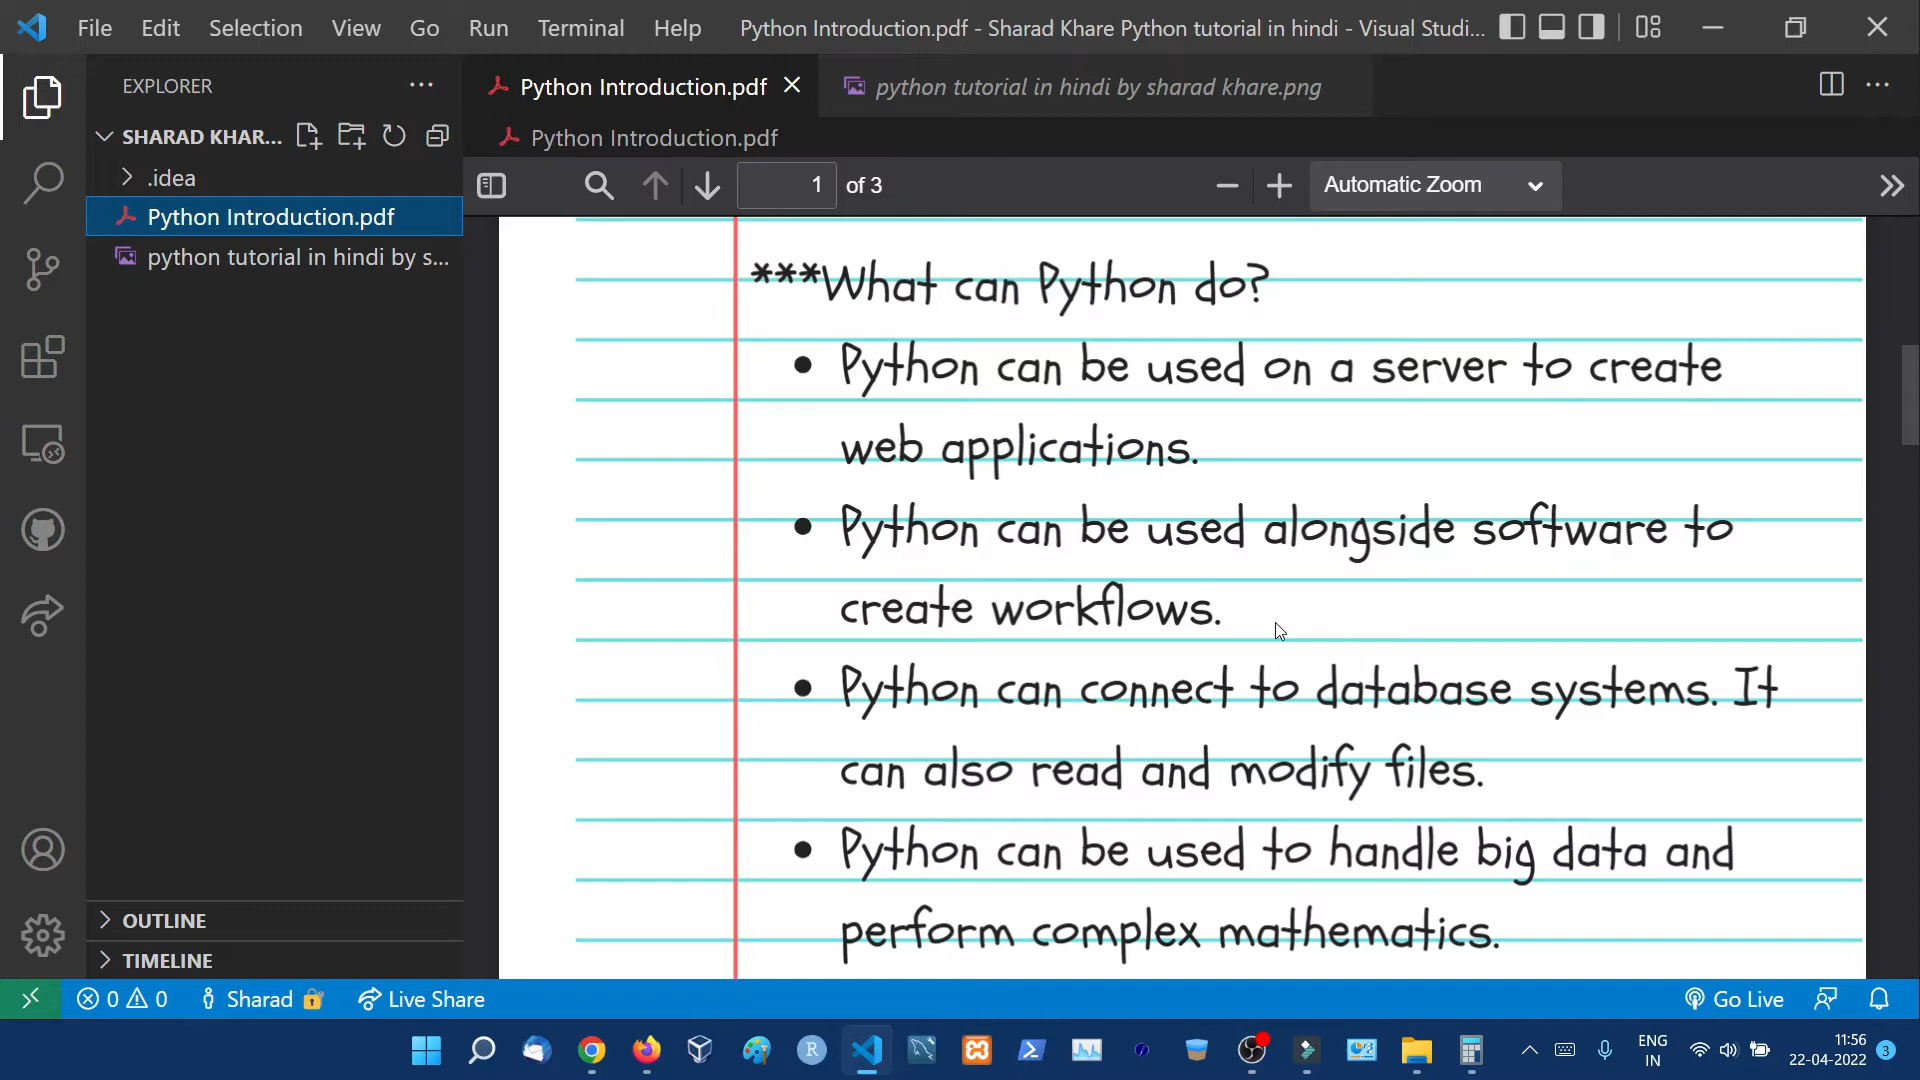 File Edit Selection View Go Run Terminal Help Python Introduction.pdf - Sharad Khare Python tutorial in hindi - Visual Studi...
EXPLORER
Python Introduction.pdf
python tutorial in hindi by sharad khare.png
SHARAD KHAR...
Python Introduction.pdf
.idea
Python Introduction.pdf
python tutorial in hindi by s...
1 of 3
Automatic Zoom
***What can Python do?
• Python can be used on a server to create
web applications.
• Python can be used alongside software to
create workflows.
• Python can connect to database systems. It
can also read and modify files.
• Python can be used to handle big data and
perform complex mathematics.
OUTLINE
TIMELINE
0 0 Sharad Live Share Go Live
R
ENG
IN
11:56
22-04-2022
3